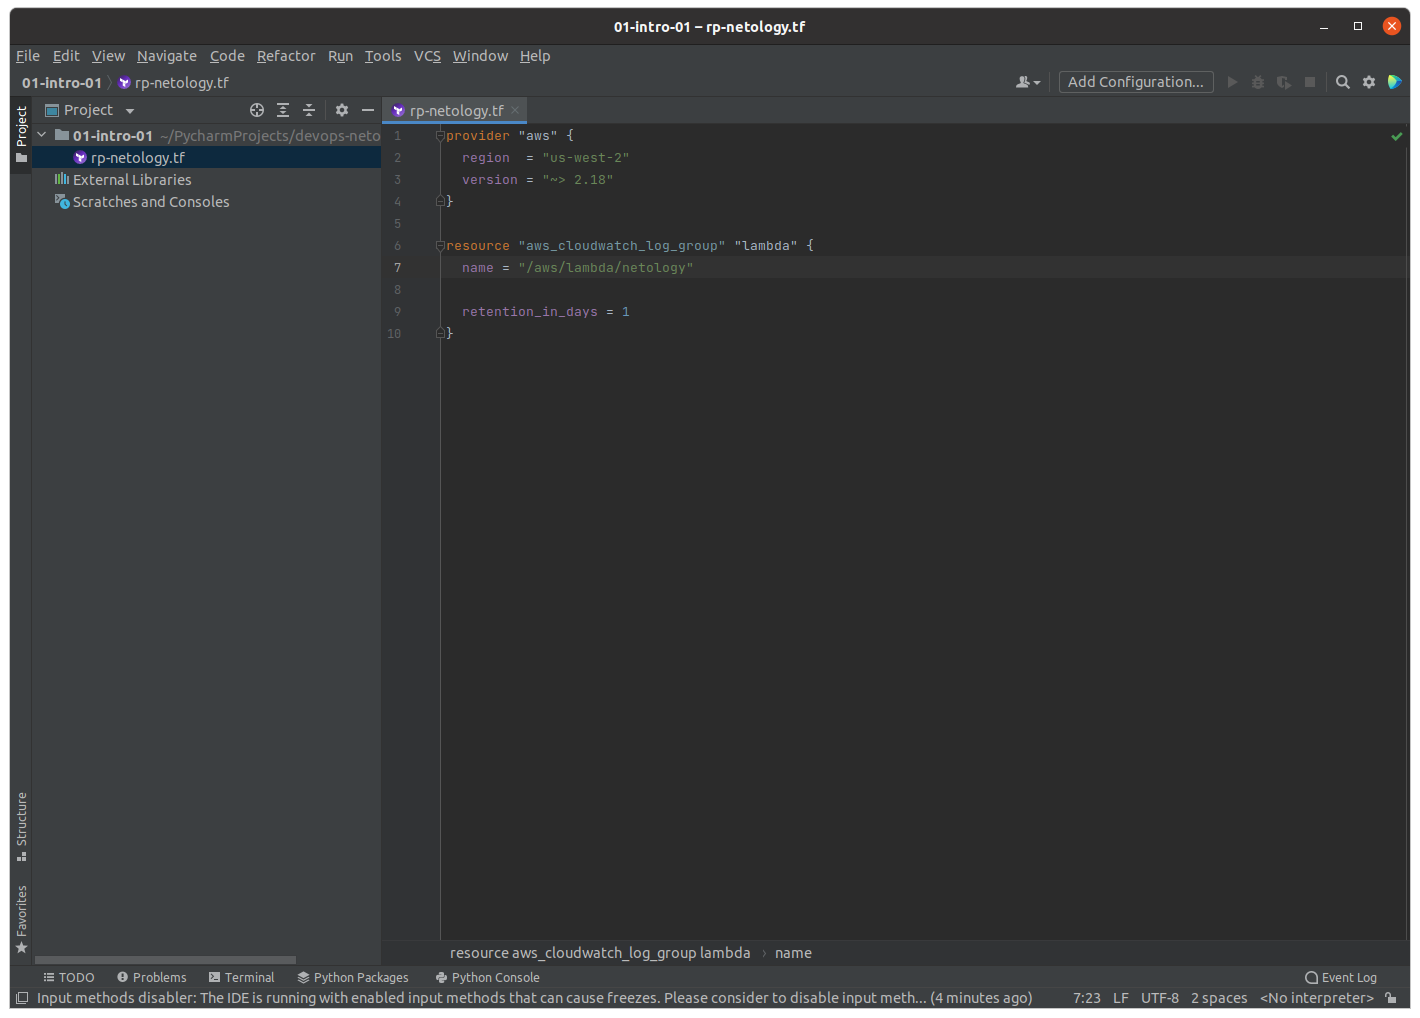 01-intro-01 – rp-netology.tf
File Edit View Navigate Code Refactor Run Tools VCS Window Help
01-intro-01 rp-netology.tf Add Configuration...
Project
Project
rp-netology.tf
01-intro-01 ~/PycharmProjects/devops-neto
rp-netology.tf
External Libraries
Scratches and Consoles
1 provider "aws" {
2 region = "us-west-2"
3 version = "~> 2.18"
4 }
5
6 resource "aws_cloudwatch_log_group" "lambda" {
7 name = "/aws/lambda/netology"
8
9 retention_in_days = 1
10 }
Structure
Favorites
resource aws_cloudwatch_log_group lambda › name
TODO Problems Terminal Python Packages Python Console Event Log
Input methods disabler: The IDE is running with enabled input methods that can cause freezes. Please consider to disable input meth... (4 minutes ago) 7:23 LF UTF-8 2 spaces <No interpreter>